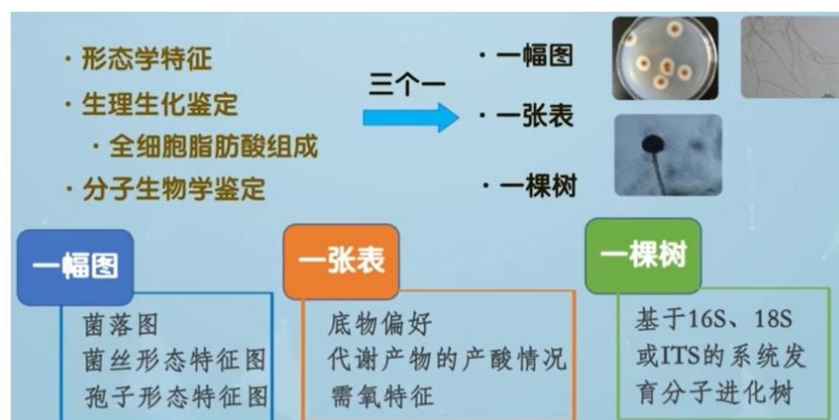 · 形态学特征
· 生理生化鉴定
· 全细胞脂肪酸组成
· 分子生物学鉴定
三个一
· 一幅图
· 一张表
· 一棵树
一幅图
菌落图
菌丝形态特征图
孢子形态特征图
一张表
底物偏好
代谢产物的产酸情况
需氧特征
一棵树
基于16S、18S
或ITS的系统发
育分子进化树